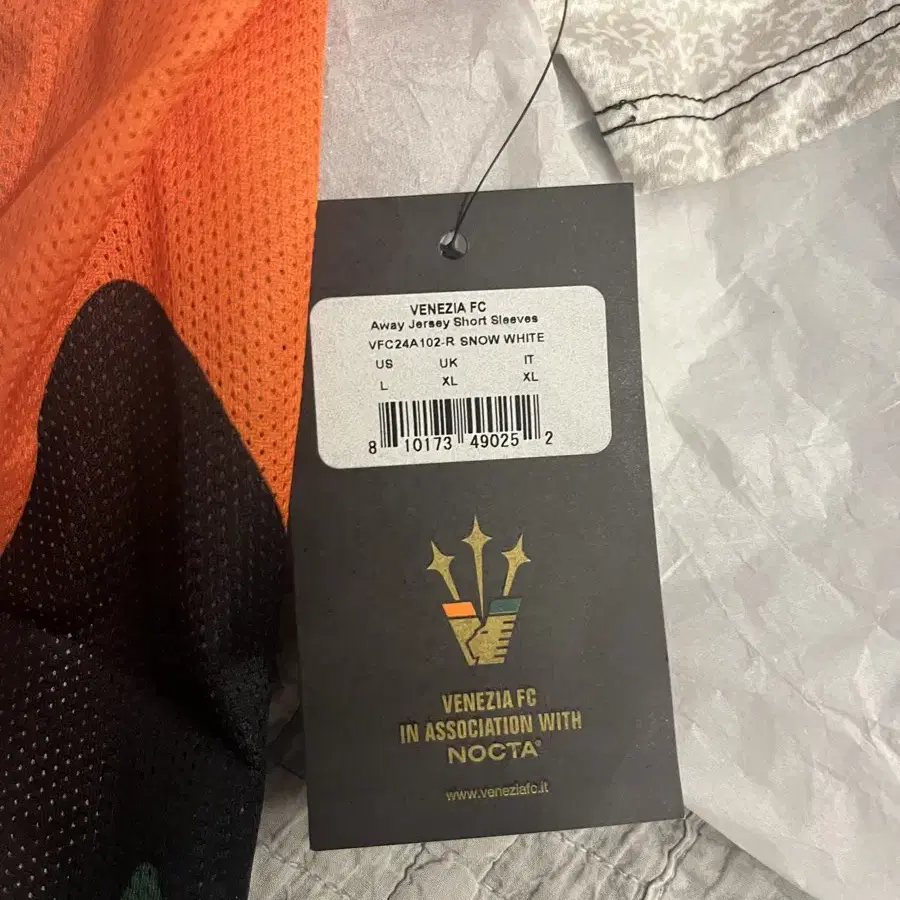 VENEZIA FC
Away Jersey Short Sleeves
VFC24A102-R SNOW WHITE
US UK IT
L XL XL
8 10173 49025 2
VENEZIA FC
IN ASSOCIATION WITH
NOCTA
www.veneziafc.it